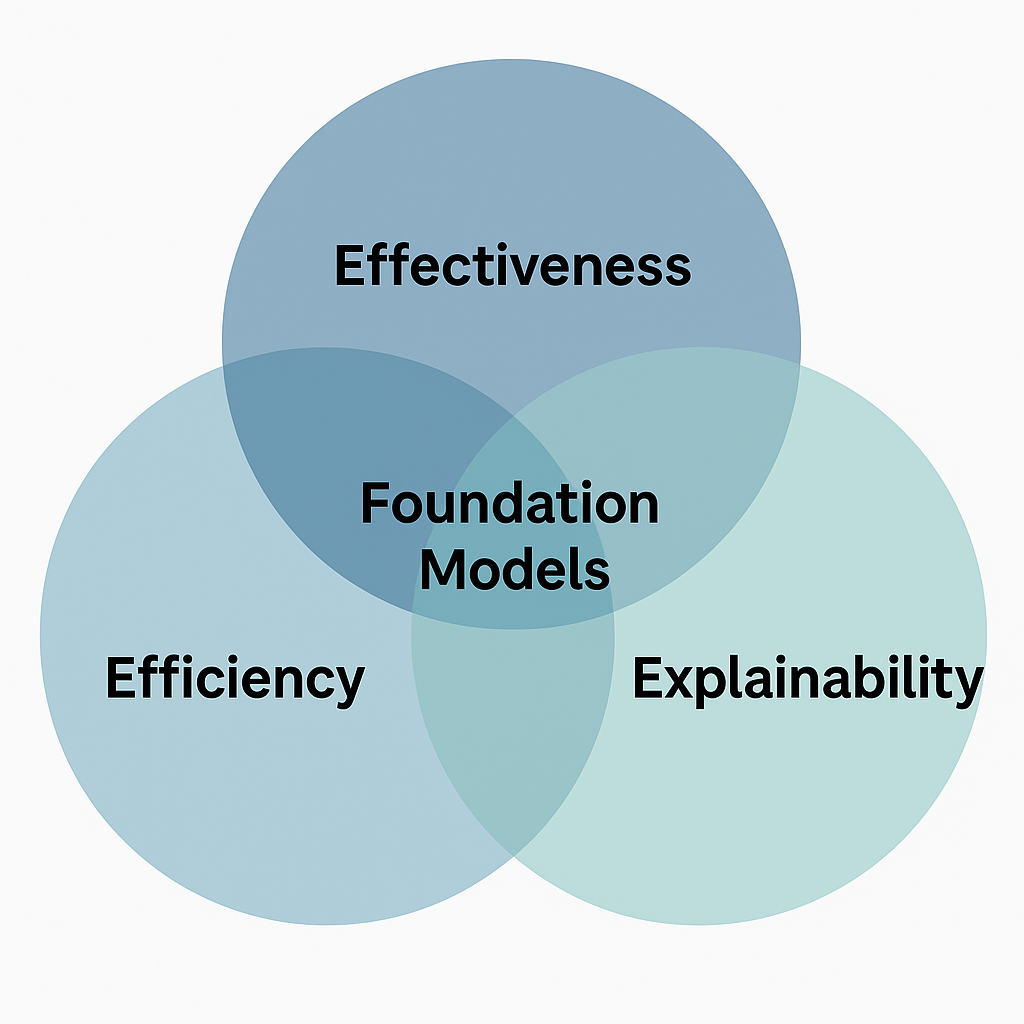 Effectiveness
Foundation
Models
Efficiency
Explainability